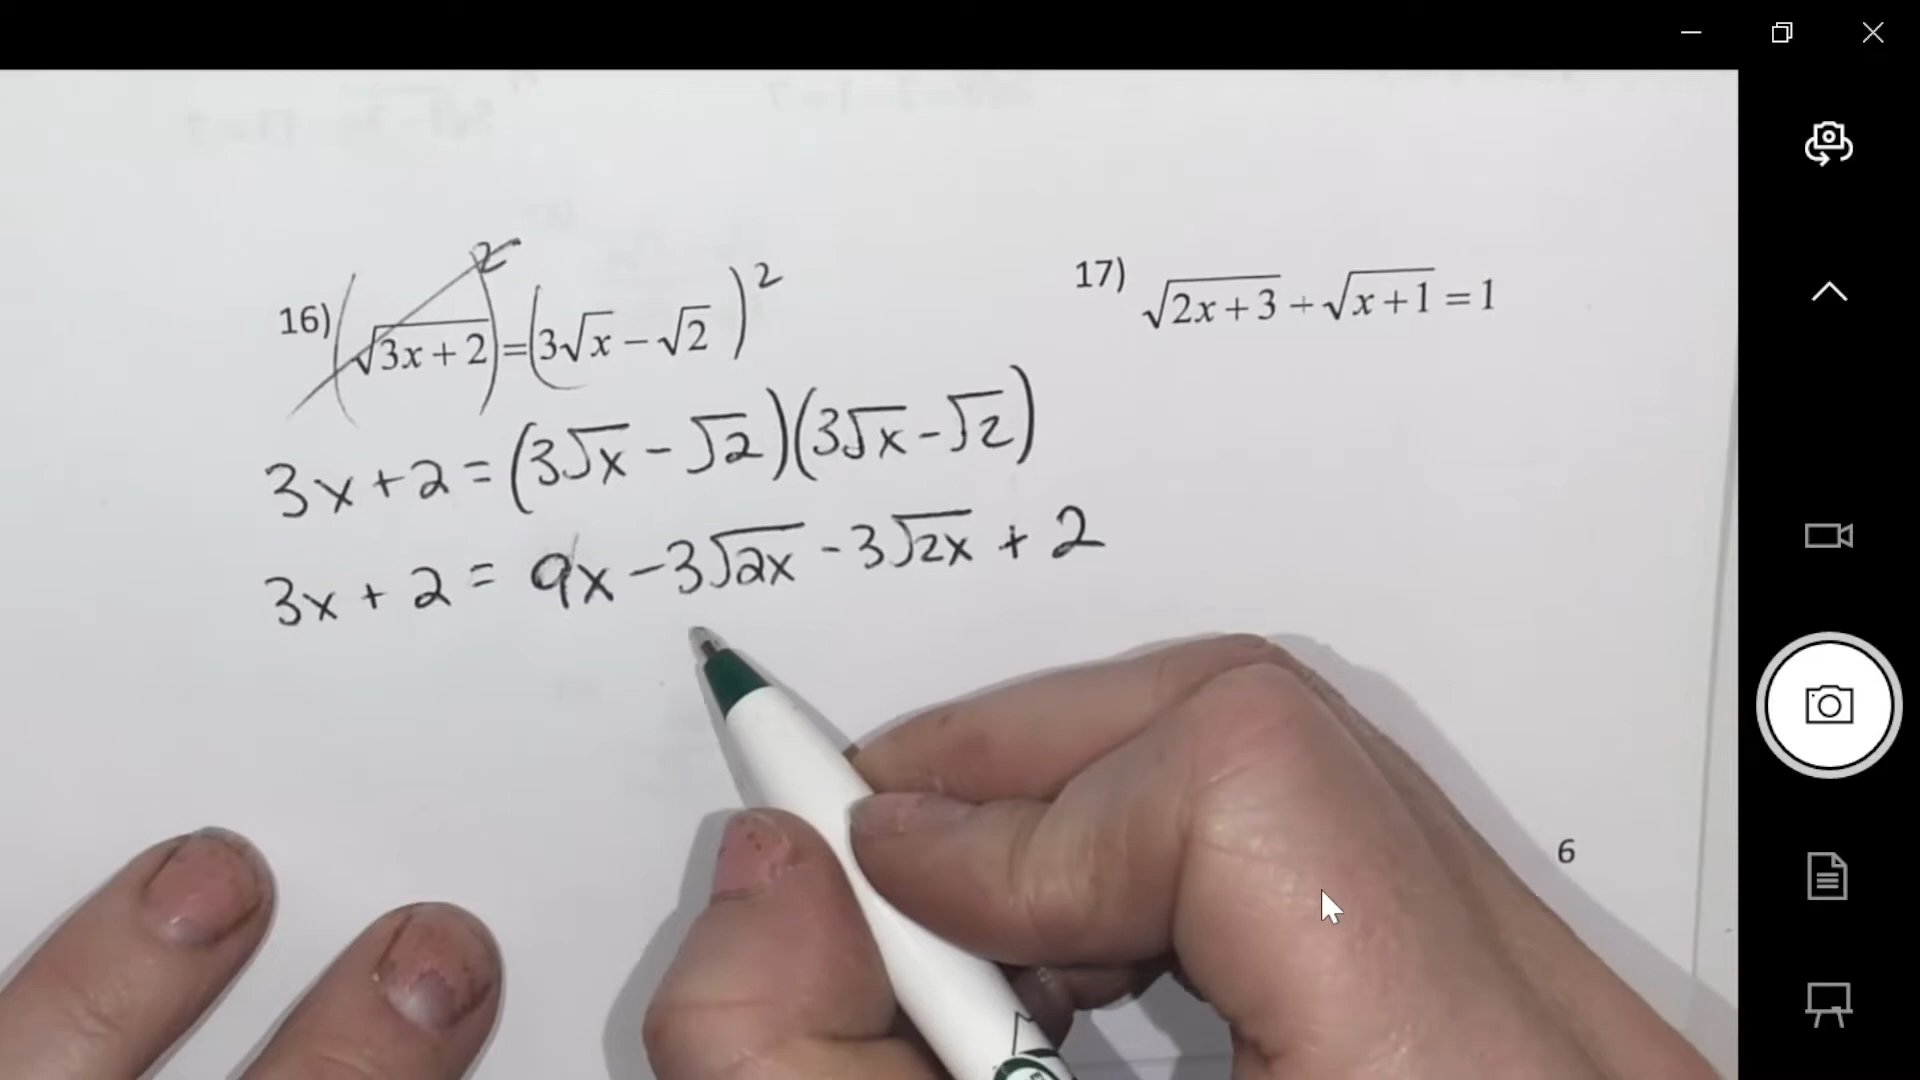 16) (√3x + 2)² = (3√x − √2)²
3x + 2 = (3√x − √2)(3√x − √2)
3x + 2 = 9x − 3√2x − 3√2x + 2
17) √2x + 3 + √x + 1 = 1
6